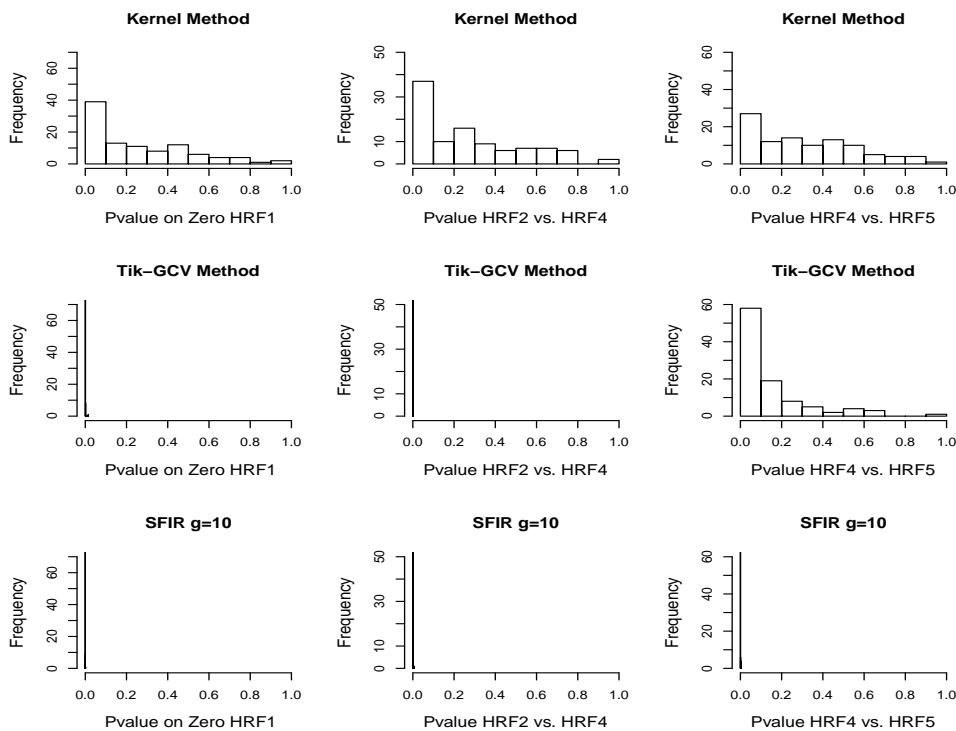 Kernel Method
Frequency
0 20 40 60
0.0 0.2 0.4 0.6 0.8 1.0
Pvalue on Zero HRF1
Kernel Method
Frequency
0 10 30 50
0.0 0.2 0.4 0.6 0.8 1.0
Pvalue HRF2 vs. HRF4
Kernel Method
Frequency
0 20 40 60
0.0 0.2 0.4 0.6 0.8 1.0
Pvalue HRF4 vs. HRF5
Tik−GCV Method
Frequency
0 20 40 60
0.0 0.2 0.4 0.6 0.8 1.0
Pvalue on Zero HRF1
Tik−GCV Method
Frequency
0 10 30 50
0.0 0.2 0.4 0.6 0.8 1.0
Pvalue HRF2 vs. HRF4
Tik−GCV Method
Frequency
0 20 40 60
0.0 0.2 0.4 0.6 0.8 1.0
Pvalue HRF4 vs. HRF5
SFIR g=10
Frequency
0 20 40 60
0.0 0.2 0.4 0.6 0.8 1.0
Pvalue on Zero HRF1
SFIR g=10
Frequency
0 10 30 50
0.0 0.2 0.4 0.6 0.8 1.0
Pvalue HRF2 vs. HRF4
SFIR g=10
Frequency
0 20 40 60
0.0 0.2 0.4 0.6 0.8 1.0
Pvalue HRF4 vs. HRF5